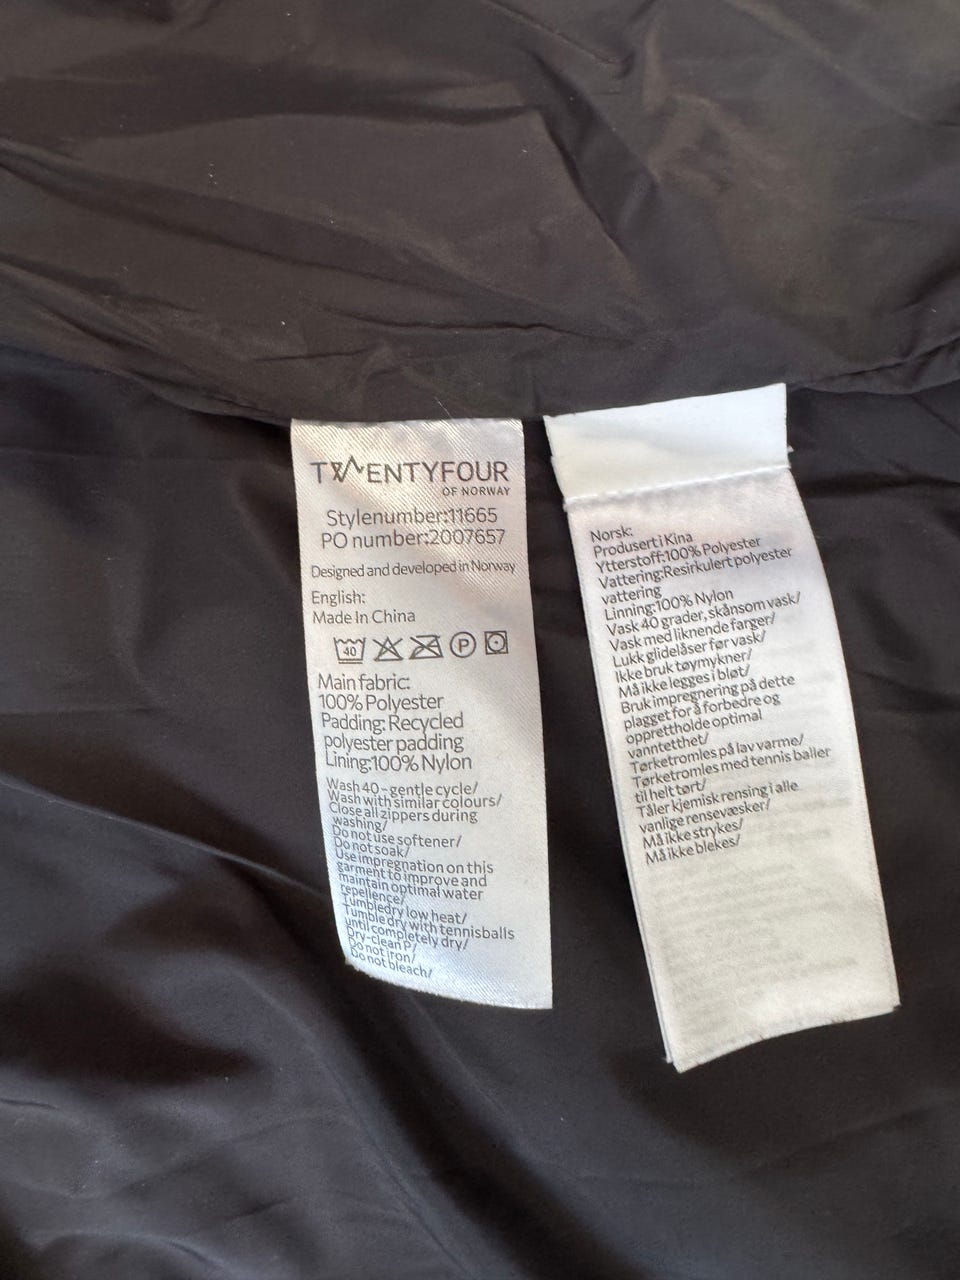 TWENTYFOUR
OF NORWAY
Stylenumber:11665
PO number:2007657
Designed and developed in Norway
English:
Made In China
40 P
Main fabric:
100% Polyester
Padding: Recycled
polyester padding
Lining:100% Nylon
Wash 40 - gentle cycle/
Wash with similar colours/
Close all zippers during
washing/
Do not use softener/
Do not soak/
Use impregnation on this
garment to improve and
maintain optimal water
repellence/
Tumbledry low heat/
Tumble dry with tennisballs
until completely dry/
Dry-clean P/
Do not iron/
Do not bleach/
Norsk:
Produsert i Kina
Ytterstoff:100% Polyester
Vattering:Resirkulert polyester
vattering
Linning:100% Nylon
Vask 40 grader, skånsom vask/
Vask med liknende farger/
Lukk glidelåser før vask/
Ikke bruk tøymykner/
Må ikke legges i bløt/
Bruk impregnering på dette
plagget for å forbedre og
opprettholde optimal
vanntetthet/
Tørketromles på lav varme/
Tørketromles med tennis baller
til helt tørt/
Tåler kjemisk rensing i alle
vanlige rensevæsker/
Må ikke strykes/
Må ikke blekes/